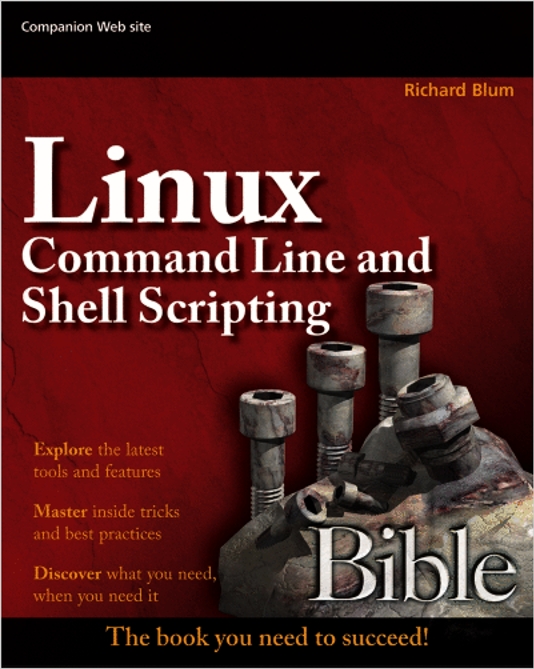 Companion Web site
Richard Blum
Linux
Command Line and
Shell Scripting
Explore the latest
tools and features
Master inside tricks
and best practices
Discover what you need,
when you need it
Bible
The book you need to succeed!